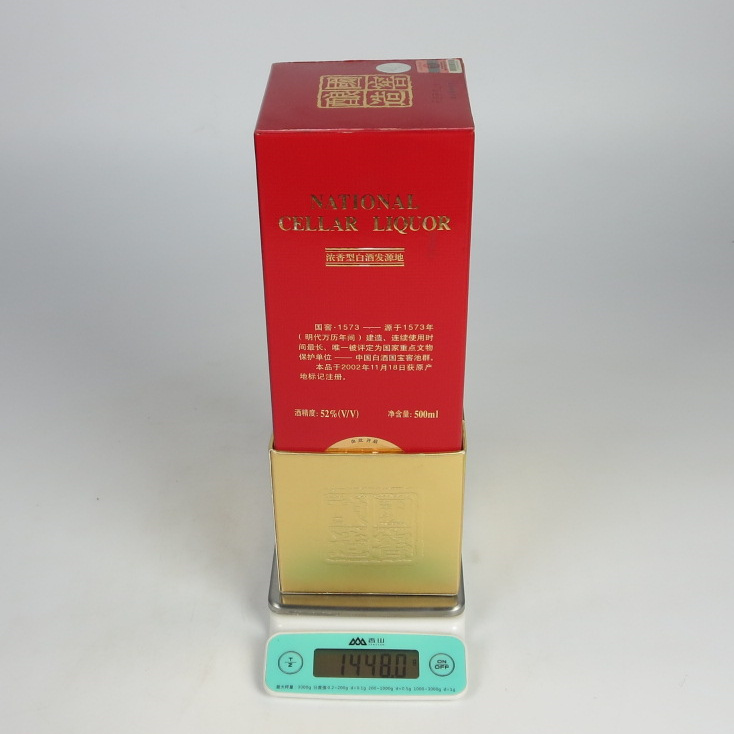 NATIONAL
CELLAR LIQUOR
浓香型白酒发源地
国窖·1573 —— 源于1573年
(明代万历年间)建造、连续使用时
间最长、唯一被评定为国家重点文物
保护单位 —— 中国白酒国宝窖池群。
本品于2002年11月18日获原产
地标记注册。
酒精度: 52%(V/V) 净含量: 500ml
香山
1448.0
ON
OFF